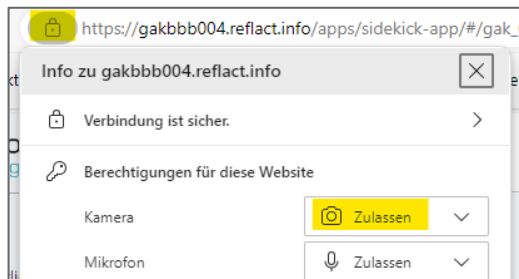 https://gakbbb004.reflact.info/apps/sidekick-app/#/gak_
Info zu gakbbb004.reflact.info
Verbindung ist sicher.
Berechtigungen für diese Website
Kamera
Zulassen
Mikrofon
Zulassen